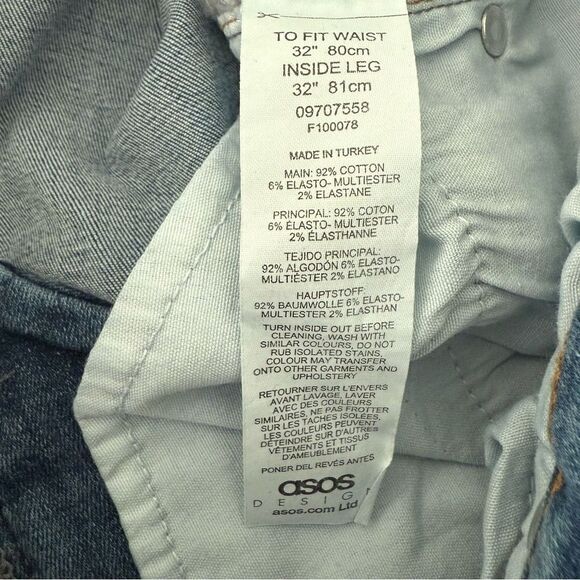 TO FIT WAIST
32" 80cm
INSIDE LEG
32" 81cm
09707558
F100078
MADE IN TURKEY
MAIN: 92% COTTON
6% ELASTO- MULTIESTER
2% ELASTANE
PRINCIPAL: 92% COTON
6% ELASTO- MULTIESTER
2% ÉLASTHANNE
TEJIDO PRINCIPAL:
92% ALGODÓN 6% ELASTO-
MULTIESTER 2% ELASTANO
HAUPTSTOFF:
92% BAUMWOLLE 6% ELASTO-
MULTIESTER 2% ELASTHAN
TURN INSIDE OUT BEFORE
CLEANING, WASH WITH
SIMILAR COLOURS, DO NOT
RUB ISOLATED STAINS,
COLOUR MAY TRANSFER
ONTO OTHER GARMENTS AND
UPHOLSTERY
RETOURNER SUR L'ENVERS
AVANT LAVAGE, LAVER
AVEC DES COULEURS
SIMILAIRES, NE PAS FROTTER
SUR LES TACHES ISOLÉES.
LES COULEURS PEUVENT
DÉTEINDRE SUR D'AUTRES
VÊTEMENTS ET TISSUS
D'AMEUBLEMENT
PONER DEL REVÉS ANTES
asos
DESIGN
asos.com Ltd